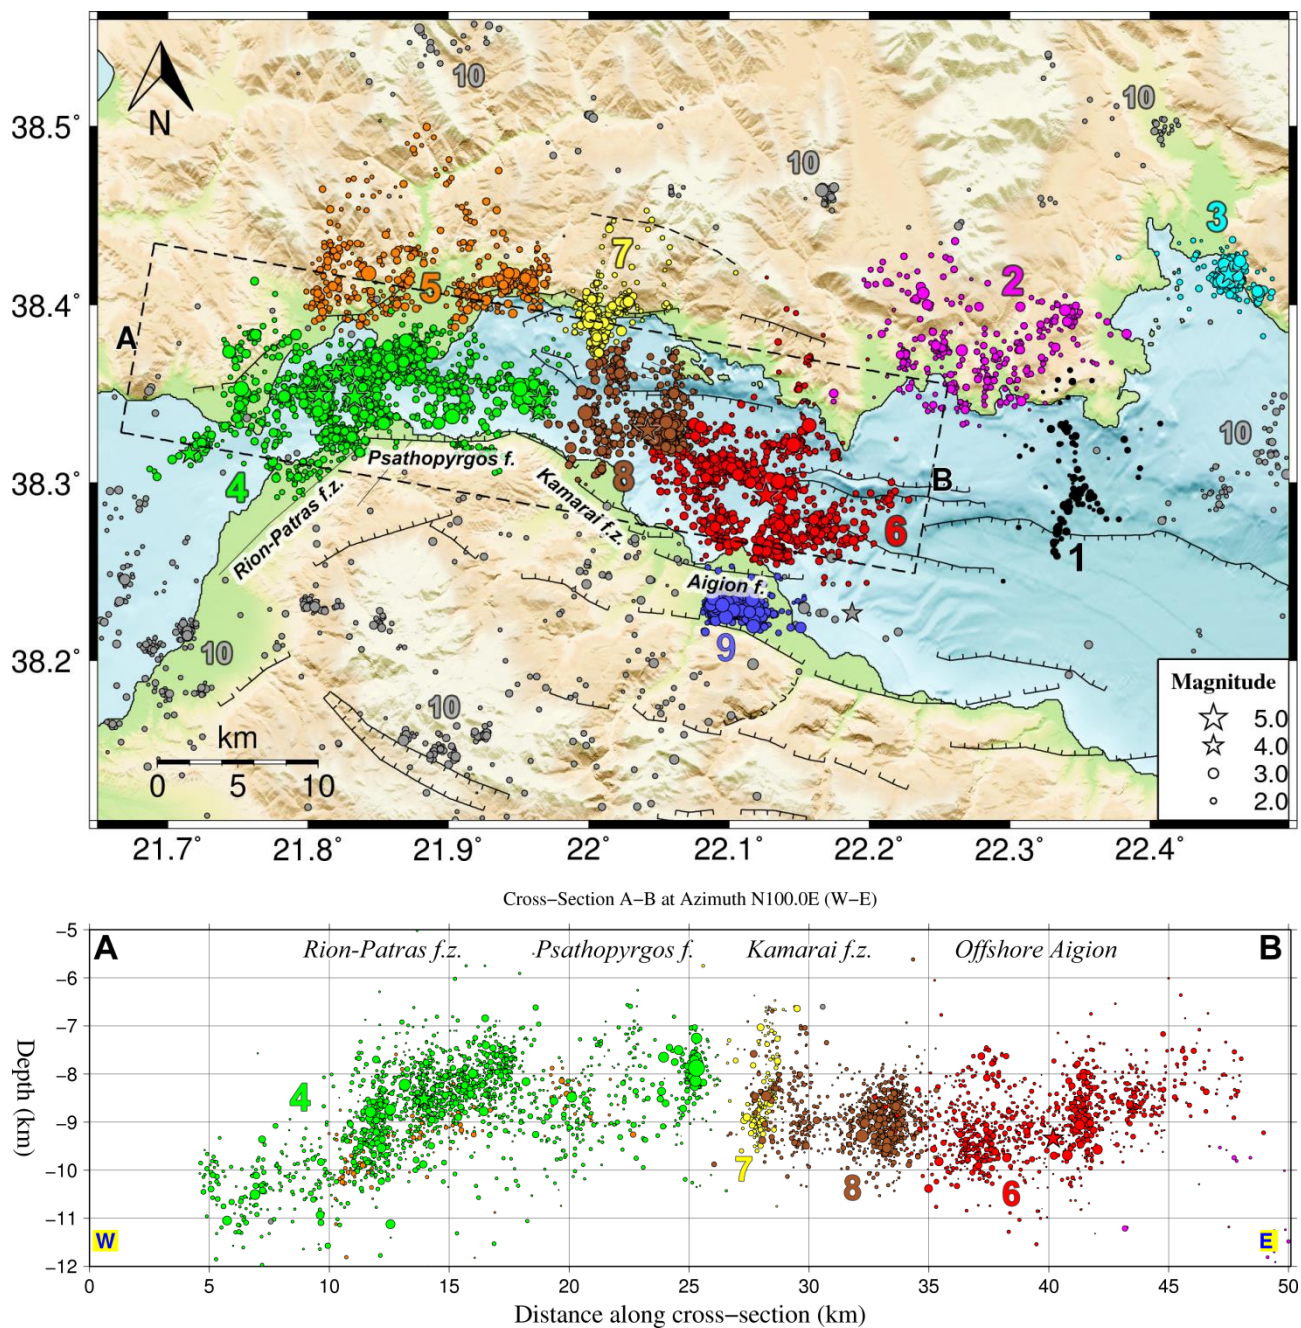 10
10
10
N
38.5˚
3
7
5
2
38.4˚
A
Psathopyrgos f.
4
8
10
B
38.3˚
Rion-Patras f.z.
Kamarai f.z.
6
1
Aigion f.
9
10
38.2˚
10
km
0 5 10
Magnitude
5.0
4.0
3.0
2.0
21.7˚ 21.8˚ 21.9˚ 22˚ 22.1˚ 22.2˚ 22.3˚ 22.4˚
Cross−Section A−B at Azimuth N100.0E (W−E)
A Rion-Patras f.z. Psathopyrgos f. Kamarai f.z. Offshore Aigion B
−5
−6
−7
−8
−9
−10
−11
−12
Depth (km)
4
7
8
6
W
E
0 5 10 15 20 25 30 35 40 45 50
Distance along cross−section (km)